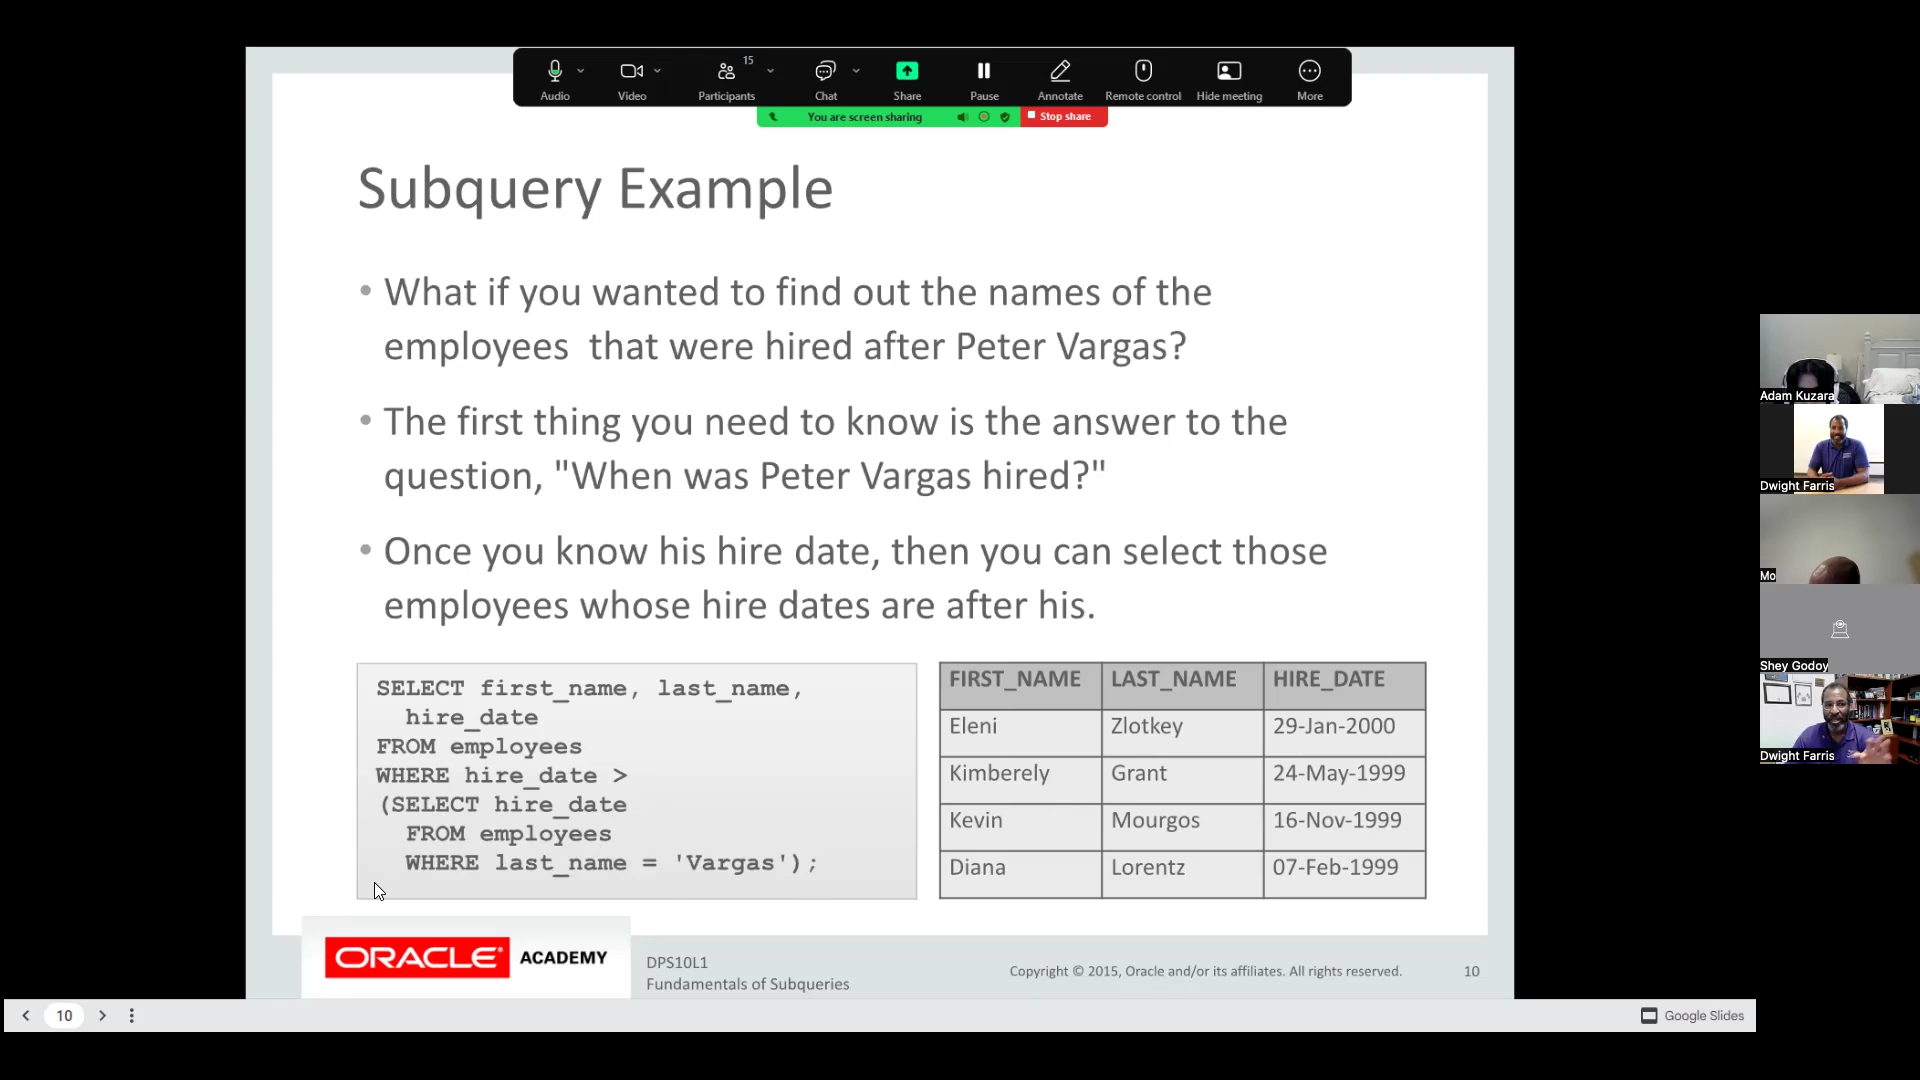 15
Audio
Video
Participants
Chat
Share
Pause
Annotate
Remote control
Hide meeting
More
You are screen sharing
Stop share
Subquery Example
• What if you wanted to find out the names of the
employees  that were hired after Peter Vargas?
• The first thing you need to know is the answer to the
question, "When was Peter Vargas hired?"
• Once you know his hire date, then you can select those
employees whose hire dates are after his.
SELECT first_name, last_name,
hire_date
FROM employees
WHERE hire_date >
(SELECT hire_date
FROM employees
WHERE last_name = 'Vargas');
FIRST_NAME LAST_NAME HIRE_DATE
Eleni Zlotkey 29-Jan-2000
Kimberely Grant 24-May-1999
Kevin Mourgos 16-Nov-1999
Diana Lorentz 07-Feb-1999
ORACLE® ACADEMY
DPS10L1
Fundamentals of Subqueries
Copyright © 2015, Oracle and/or its affiliates. All rights reserved.
10
10
Google Slides
Adam Kuzara
Dwight Farris
Mo
Shey Godoy
Dwight Farris